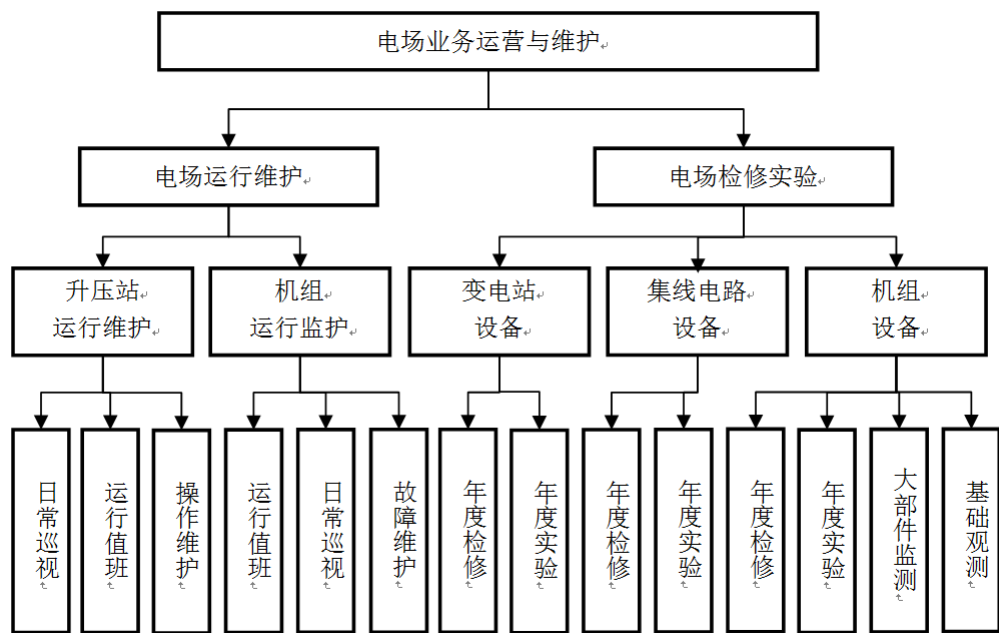 电场业务运营与维护
电场运行维护
电场检修实验
升压站
运行维护
机组
运行监护
变电站
设备
集线电路
设备
机组
设备
日常巡视
运行值班
操作维护
运行值班
日常巡视
故障维护
年度检修
年度实验
年度检修
年度实验
年度检修
年度实验
大部件监测
基础观测